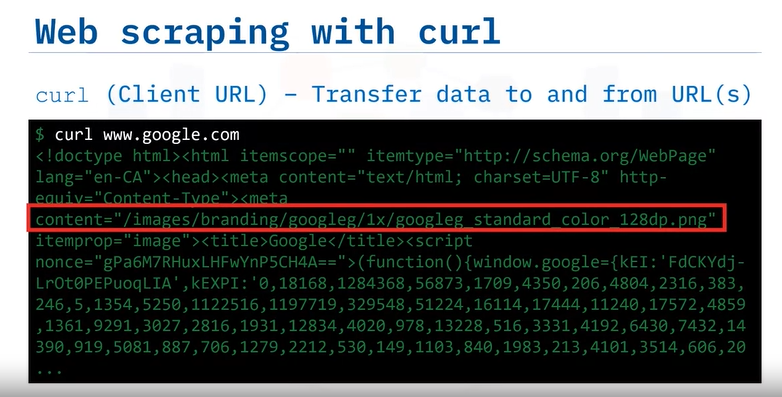 Web scraping with curl
curl (Client URL) – Transfer data to and from URL(s)
$ curl www.google.com
<!doctype html><html itemscope="" itemtype="http://schema.org/WebPage"
lang="en-CA"><head><meta content="text/html; charset=UTF-8" http-
equiv="Content-Type"><meta
content="/images/branding/googleg/1x/googleg_standard_color_128dp.png"
itemprop="image"><title>Google</title><script
nonce="gPa6M7RHuxLHFwYnP5CH4A==">(function(){window.google={kEI:'FdCKYdj-
LrOt0PEPuoqLIA',kEXPI:'0,18168,1284368,56873,1709,4350,206,4804,2316,383,
246,5,1354,5250,1122516,1197719,329548,51224,16114,17444,11240,17572,4859
,1361,9291,3027,2816,1931,12834,4020,978,13228,516,3331,4192,6430,7432,14
390,919,5081,887,706,1279,2212,530,149,1103,840,1983,213,4101,3514,606,20
...